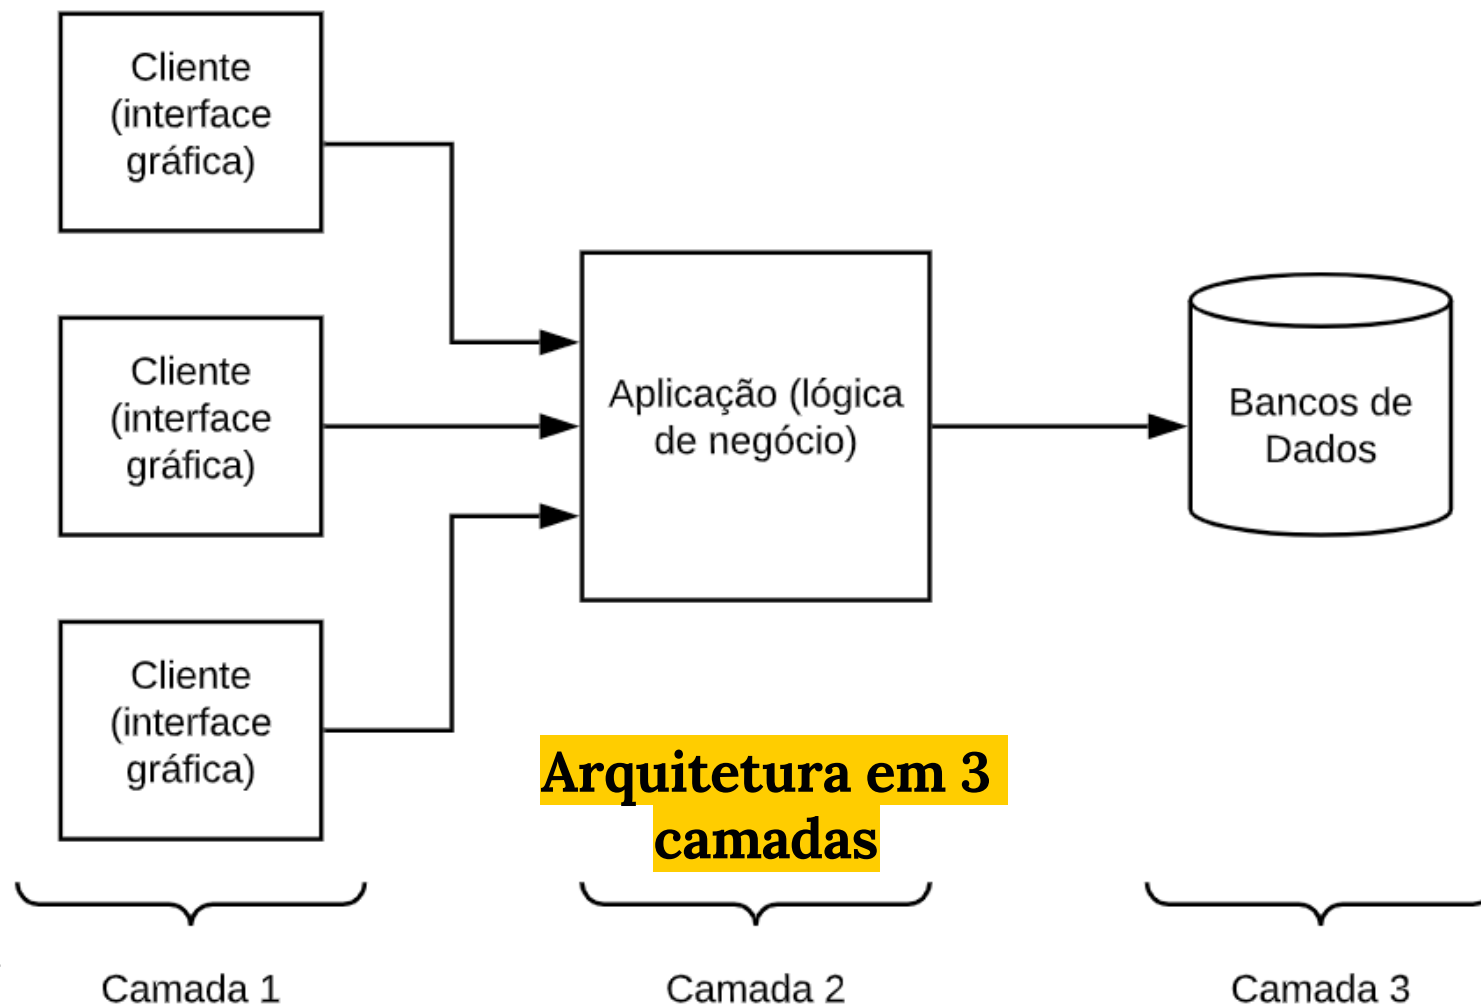 Cliente
(interface
gráfica)
Cliente
(interface
gráfica)
Cliente
(interface
gráfica)
Aplicação (lógica
de negócio)
Bancos de
Dados
Arquitetura em 3
camadas
Camada 1
Camada 2
Camada 3